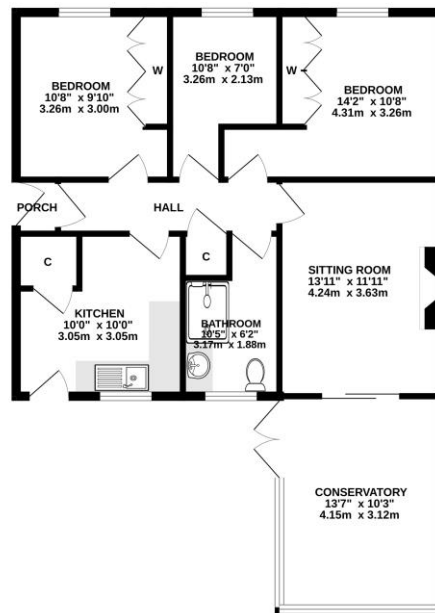 BEDROOM
10'8" x 9'10"
3.26m x 3.00m
W
BEDROOM
10'8" x 7'0"
3.26m x 2.13m
W
BEDROOM
14'2" x 10'8"
4.31m x 3.26m
PORCH
HALL
C
C
KITCHEN
10'0" x 10'0"
3.05m x 3.05m
BATHROOM
10'5" x 6'2"
3.17m x 1.88m
SITTING ROOM
13'11" x 11'11"
4.24m x 3.63m
CONSERVATORY
13'7" x 10'3"
4.15m x 3.12m